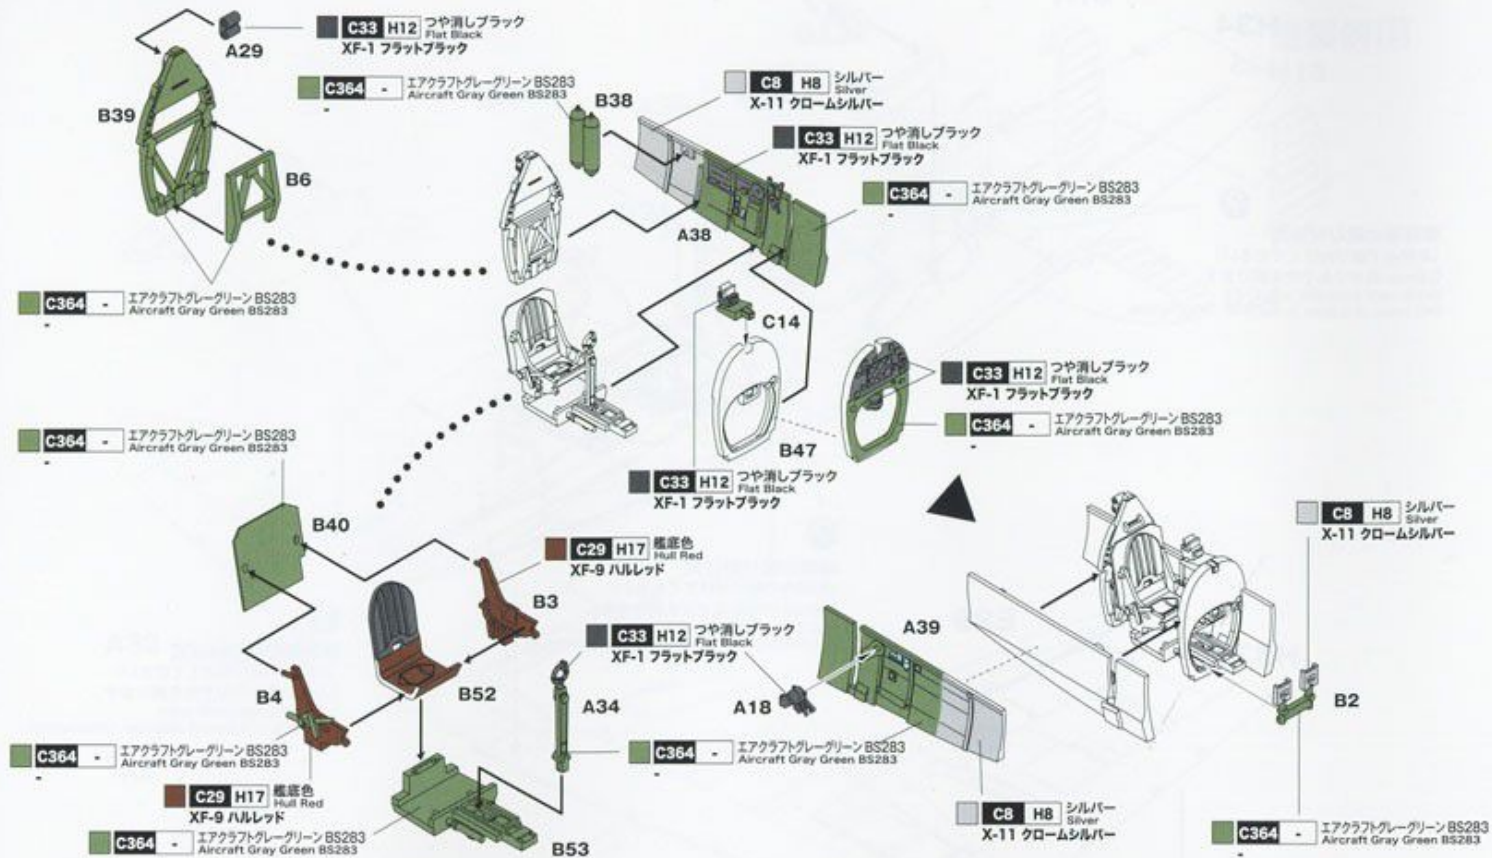 C33 H12 つや消しブラック
Flat Black
XF-1 フラットブラック
A29
C364 - エアクラフトグレーグリーン BS283
Aircraft Gray Green BS283
-
B39
B38
C8 H8 シルバー
Silver
X-11 クロームシルバー
C33 H12 つや消しブラック
Flat Black
XF-1 フラットブラック
B6
C364 - エアクラフトグレーグリーン BS283
Aircraft Gray Green BS283
-
A38
C364 - エアクラフトグレーグリーン BS283
Aircraft Gray Green BS283
-
C14
C33 H12 つや消しブラック
Flat Black
XF-1 フラットブラック
C364 - エアクラフトグレーグリーン BS283
Aircraft Gray Green BS283
-
C364 - エアクラフトグレーグリーン BS283
Aircraft Gray Green BS283
-
B47
C33 H12 つや消しブラック
Flat Black
XF-1 フラットブラック
B40
C8 H8 シルバー
Silver
X-11 クロームシルバー
C29 H17 艦底色
Hull Red
XF-9 ハルレッド
B3
C33 H12 つや消しブラック
Flat Black
XF-1 フラットブラック
A39
B4
B52
A34
A18
B2
C364 - エアクラフトグレーグリーン BS283
Aircraft Gray Green BS283
-
C364 - エアクラフトグレーグリーン BS283
Aircraft Gray Green BS283
-
C29 H17 艦底色
Hull Red
XF-9 ハルレッド
C8 H8 シルバー
Silver
X-11 クロームシルバー
C364 - エアクラフトグレーグリーン BS283
Aircraft Gray Green BS283
-
C364 - エアクラフトグレーグリーン BS283
Aircraft Gray Green BS283
B53